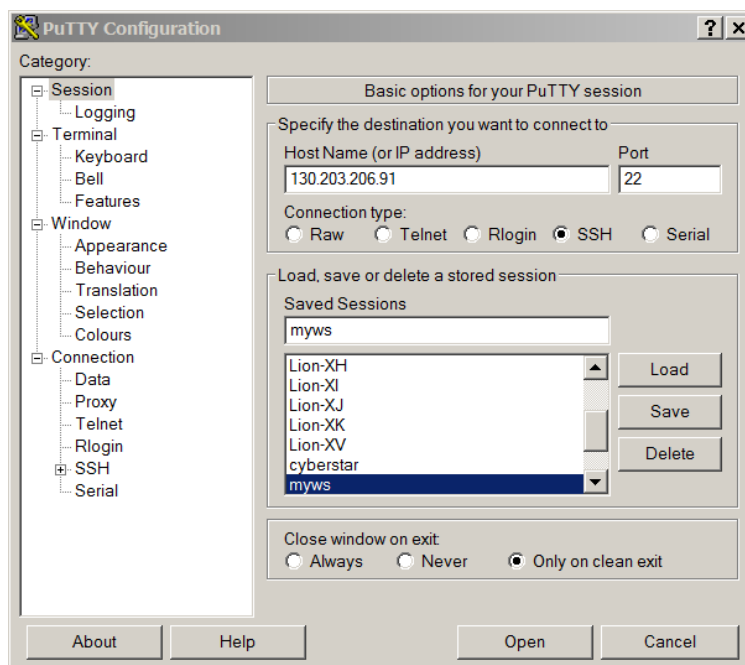 PuTTY Configuration
Category:
Session
Logging
Terminal
Keyboard
Bell
Features
Window
Appearance
Behaviour
Translation
Selection
Colours
Connection
Data
Proxy
Telnet
Rlogin
SSH
Serial
Basic options for your PuTTY session
Specify the destination you want to connect to
Host Name (or IP address) Port
130.203.206.91 22
Connection type:
Raw Telnet Rlogin SSH Serial
Load, save or delete a stored session
Saved Sessions
myws
Lion-XH
Lion-XI
Lion-XJ
Lion-XK
Lion-XV
cyberstar
myws
Load
Save
Delete
Close window on exit:
Always Never Only on clean exit
About Help Open Cancel